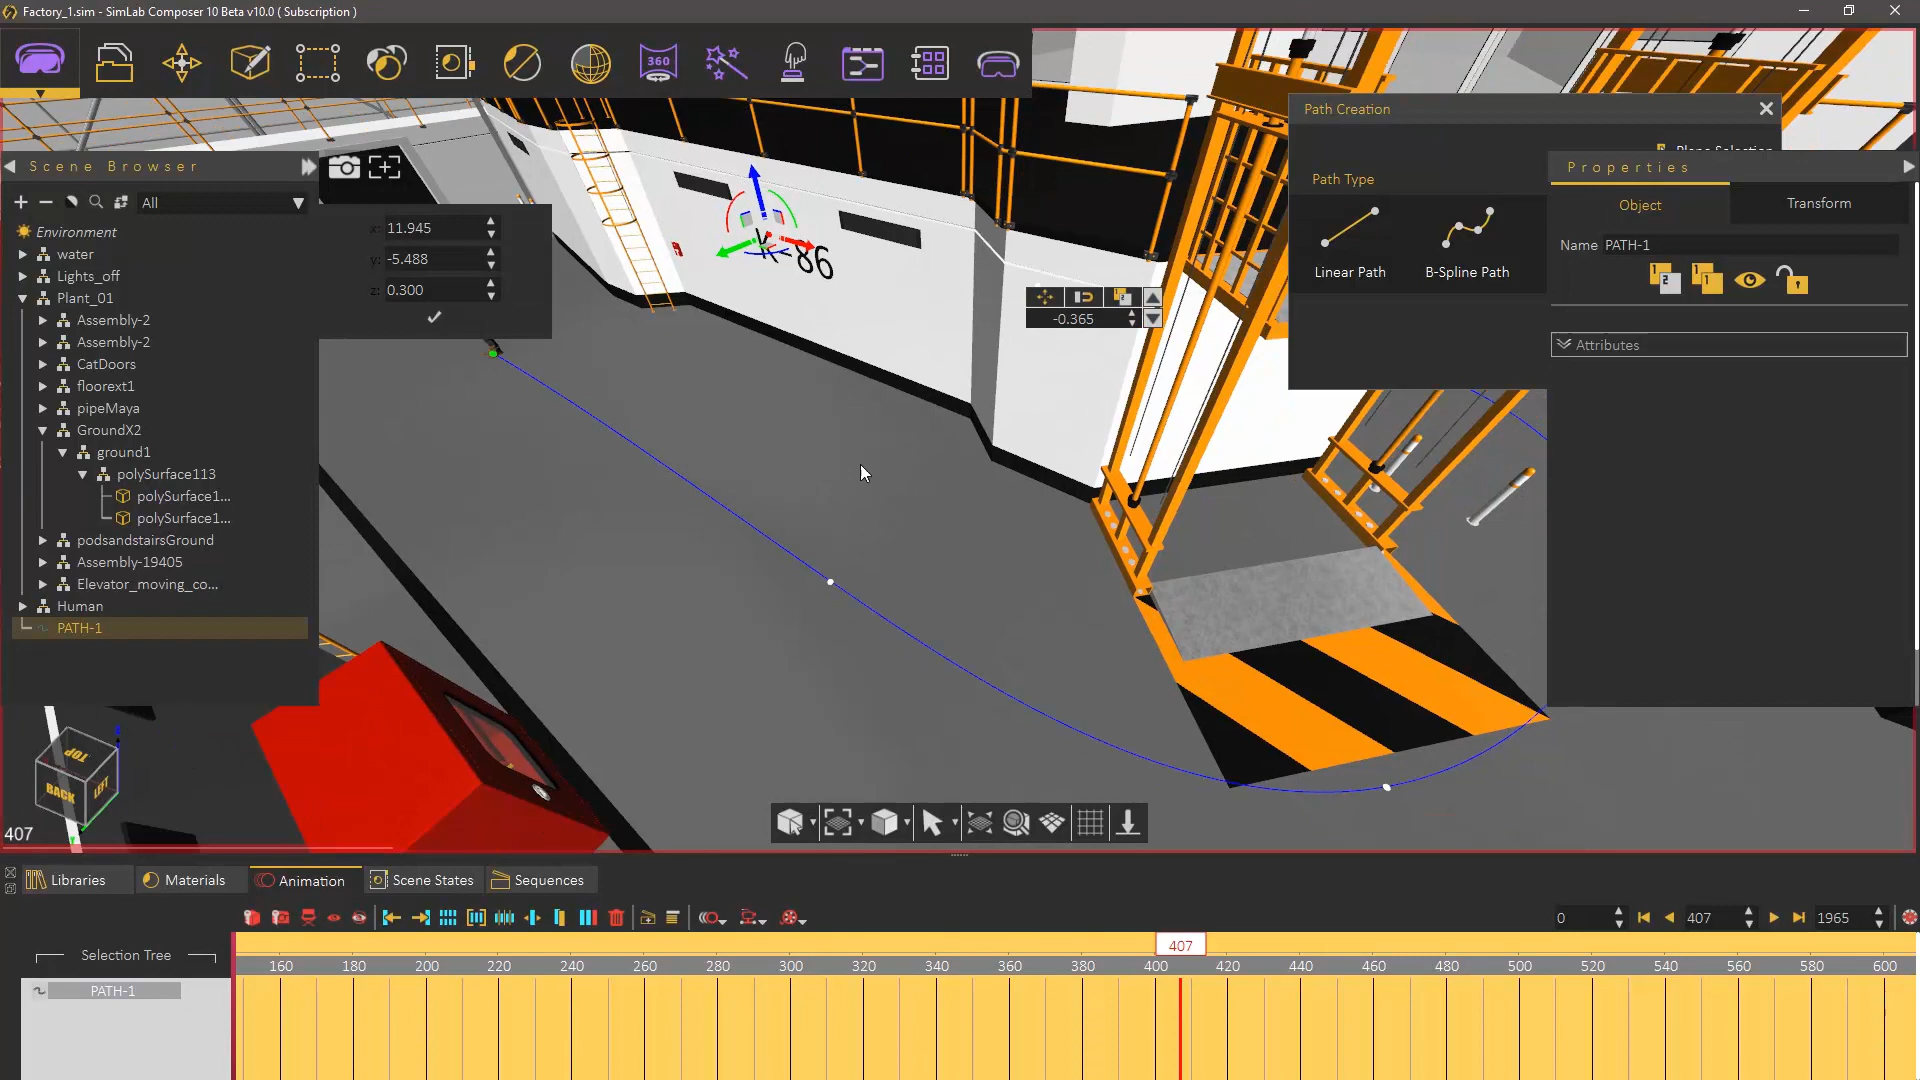 Factory_1.sim - SimLab Composer 10 Beta v10.0 ( Subscription )
360
Path Creation
Scene Browser
Properties
Path Type
Object
Transform
All
x: 11.945
y: -5.488
z: 0.300
Name PATH-1
Linear Path
B-Spline Path
-0.365
Attributes
Environment
water
Lights_off
Plant_01
Assembly-2
Assembly-2
CatDoors
floorext1
pipeMaya
GroundX2
ground1
polySurface113
polySurface1...
polySurface1...
podsandstairsGround
Assembly-19405
Elevator_moving_co...
Human
PATH-1
TOP
BACK
LEFT
407
Libraries
Materials
Animation
Scene States
Sequences
0
407
1965
Selection Tree
407
160 180 200 220 240 260 280 300 320 340 360 380 400 420 440 460 480 500 520 540 560 580 600
PATH-1